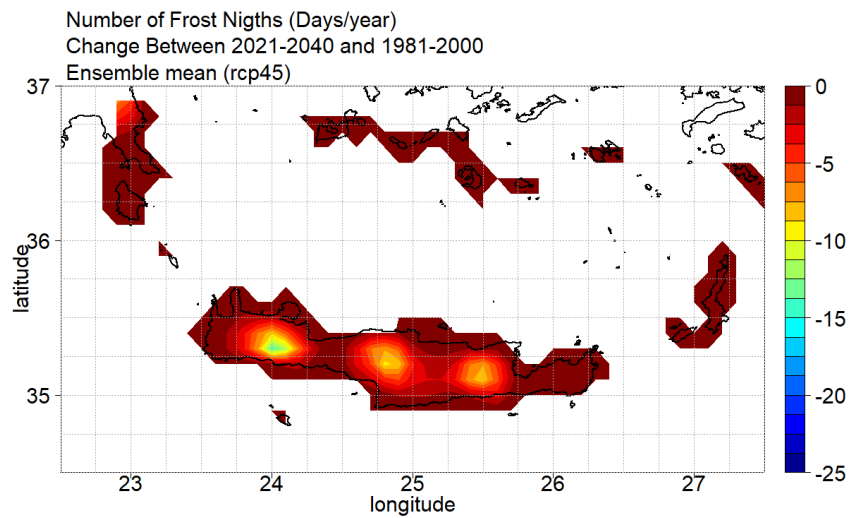 Number of Frost Nigths (Days/year)
Change Between 2021-2040 and 1981-2000
Ensemble mean (rcp45)
37
36
35
latitude
23
24
25
26
27
longitude
0
-5
-10
-15
-20
-25